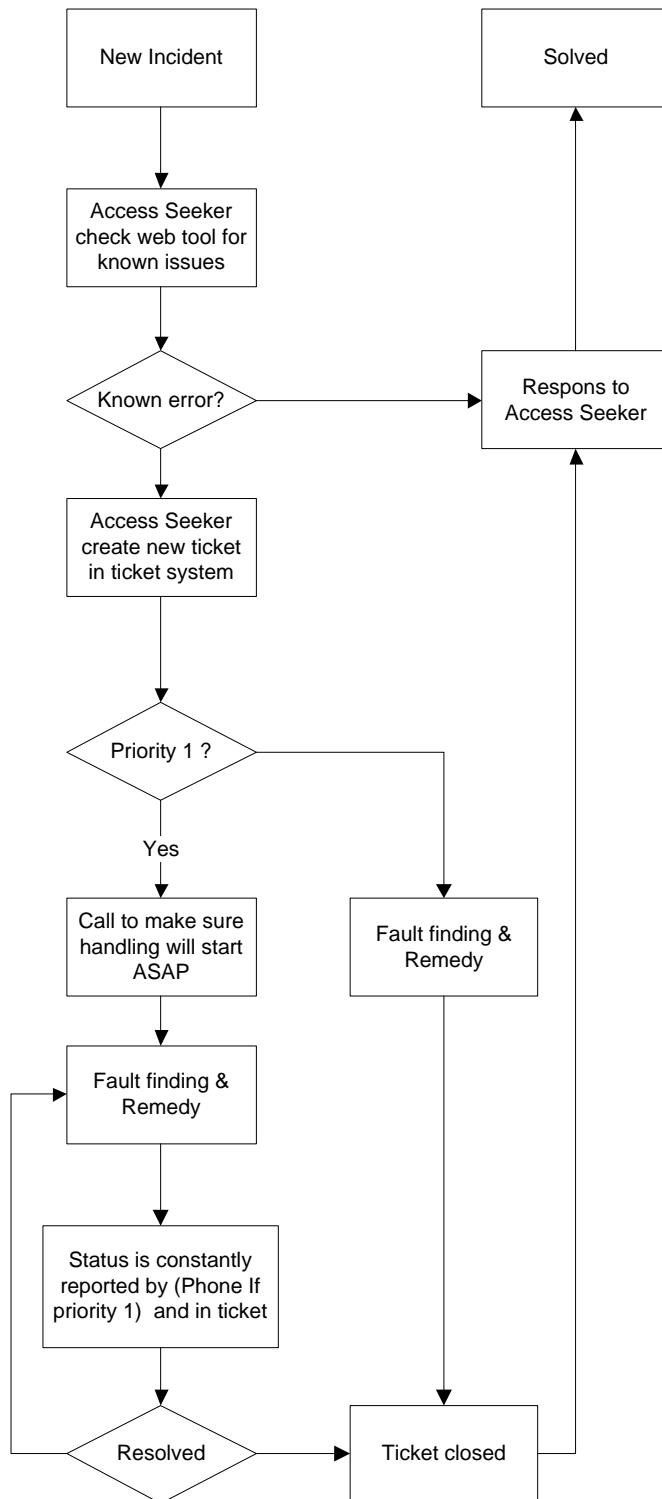 New Incident
Solved
Access Seeker
check web tool for
known issues
Known error?
Respons to
Access Seeker
Access Seeker
create new ticket
in ticket system
Priority 1 ?
Yes
Call to make sure
handling will start
ASAP
Fault finding &
Remedy
Fault finding &
Remedy
Status is constantly
reported by (Phone If
priority 1)  and in ticket
Resolved
Ticket closed